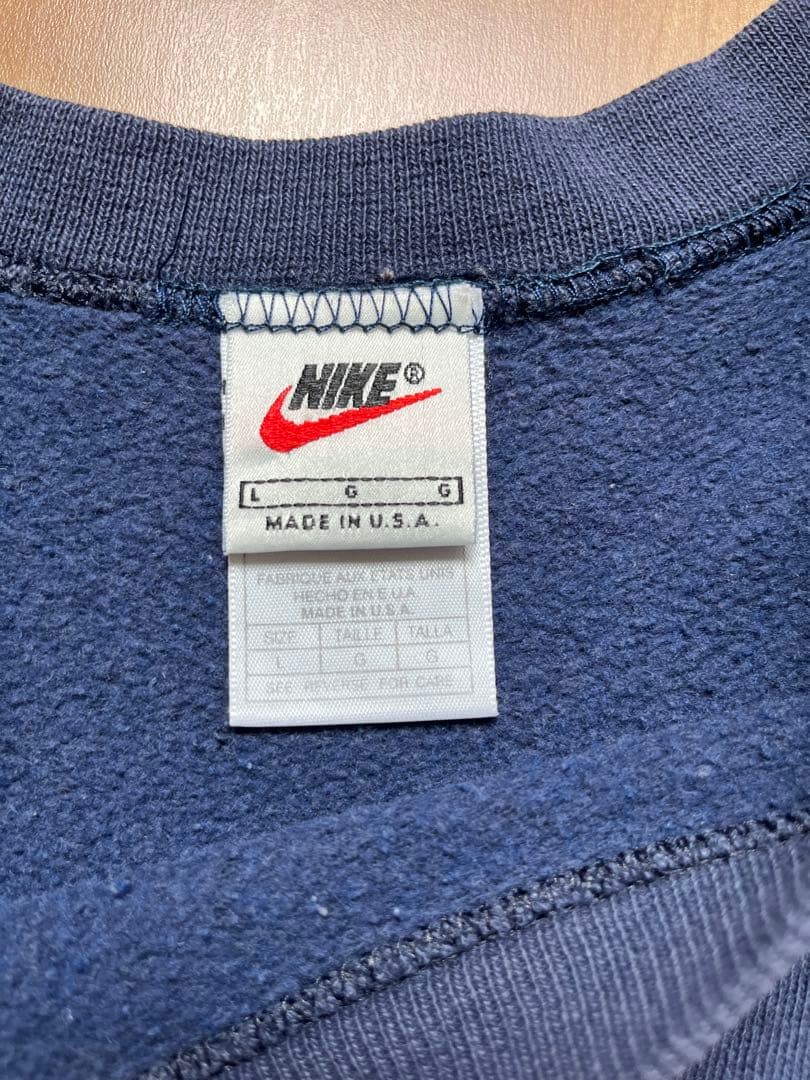 NIKE®
L G G
MADE IN U.S.A.
FABRIQUE AUX ETATS UNIS
HECHO EN E.U.A.
MADE IN U.S.A.
SIZE TAILLE TALLA
L G G
SEE REVERSE FOR CARE